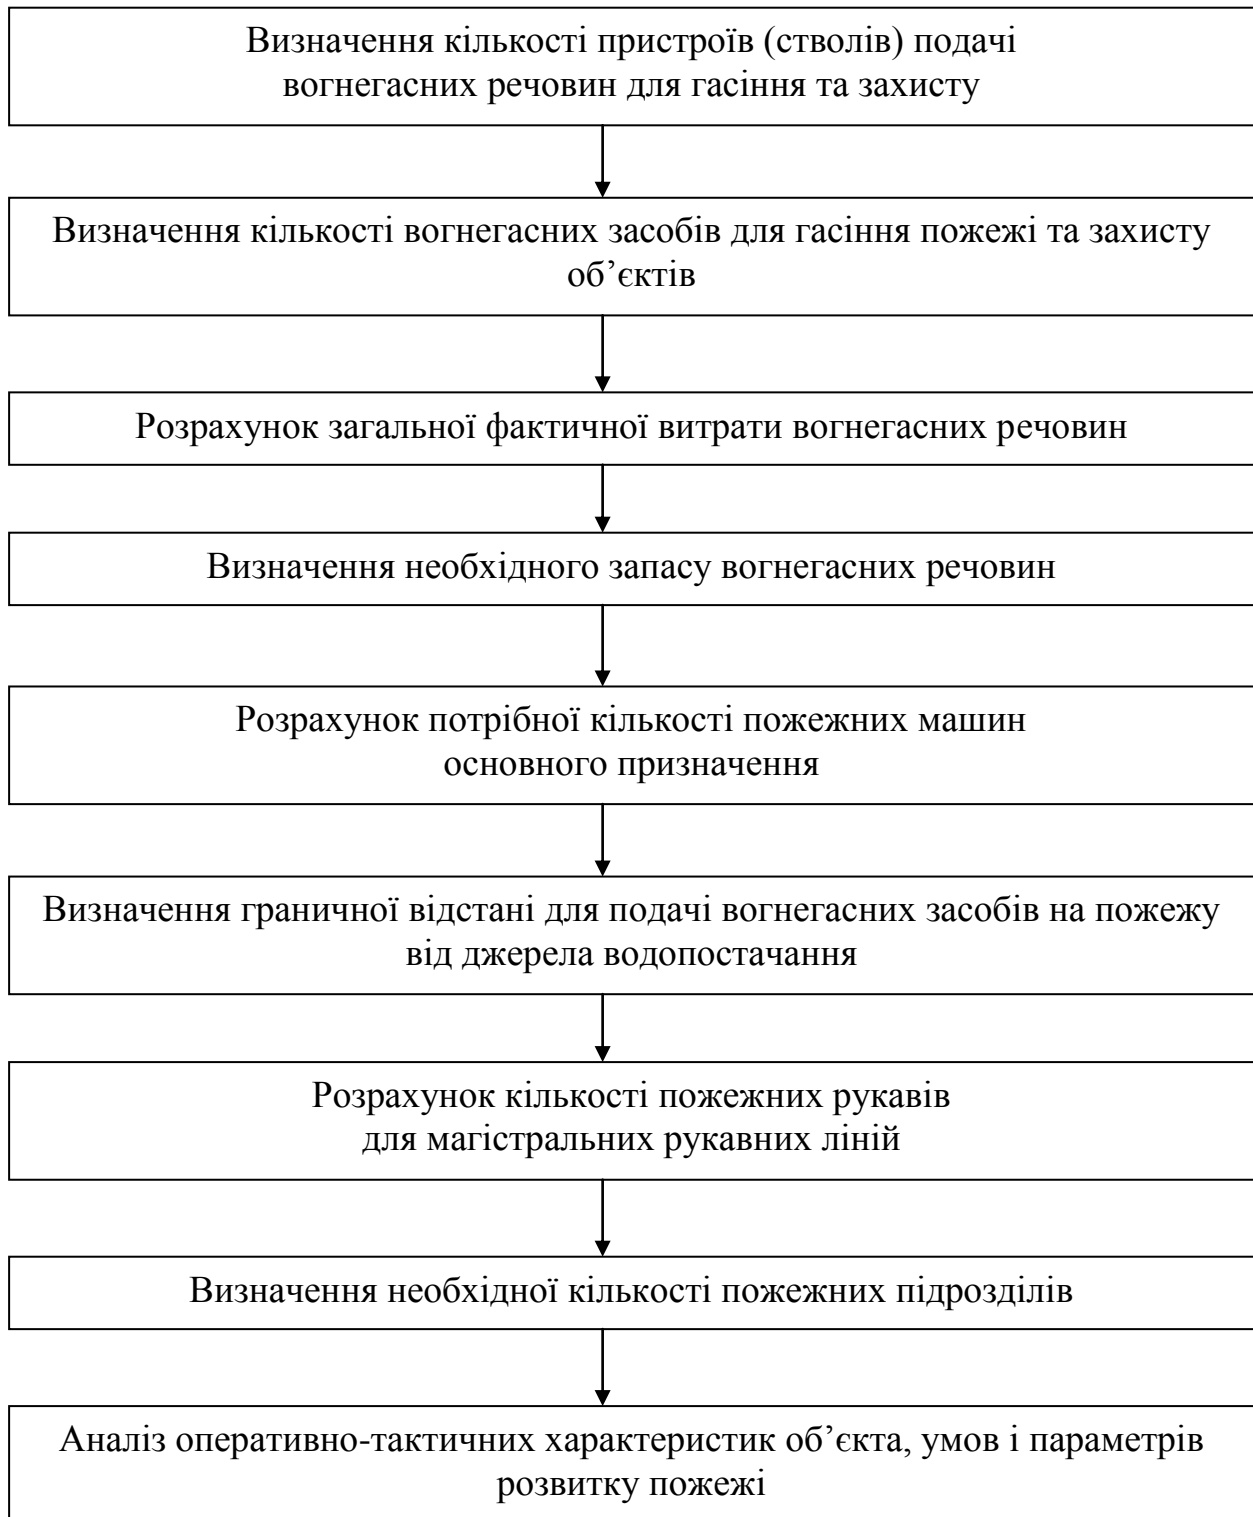 Визначення кількості пристроїв (стволів) подачі
вогнегасних речовин для гасіння та захисту
Визначення кількості вогнегасних засобів для гасіння пожежі та захисту
об’єктів
Розрахунок загальної фактичної витрати вогнегасних речовин
Визначення необхідного запасу вогнегасних речовин
Розрахунок потрібної кількості пожежних машин
основного призначення
Визначення граничної відстані для подачі вогнегасних засобів на пожежу
від джерела водопостачання
Розрахунок кількості пожежних рукавів
для магістральних рукавних ліній
Визначення необхідної кількості пожежних підрозділів
Аналіз оперативно-тактичних характеристик об’єкта, умов і параметрів
розвитку пожежі